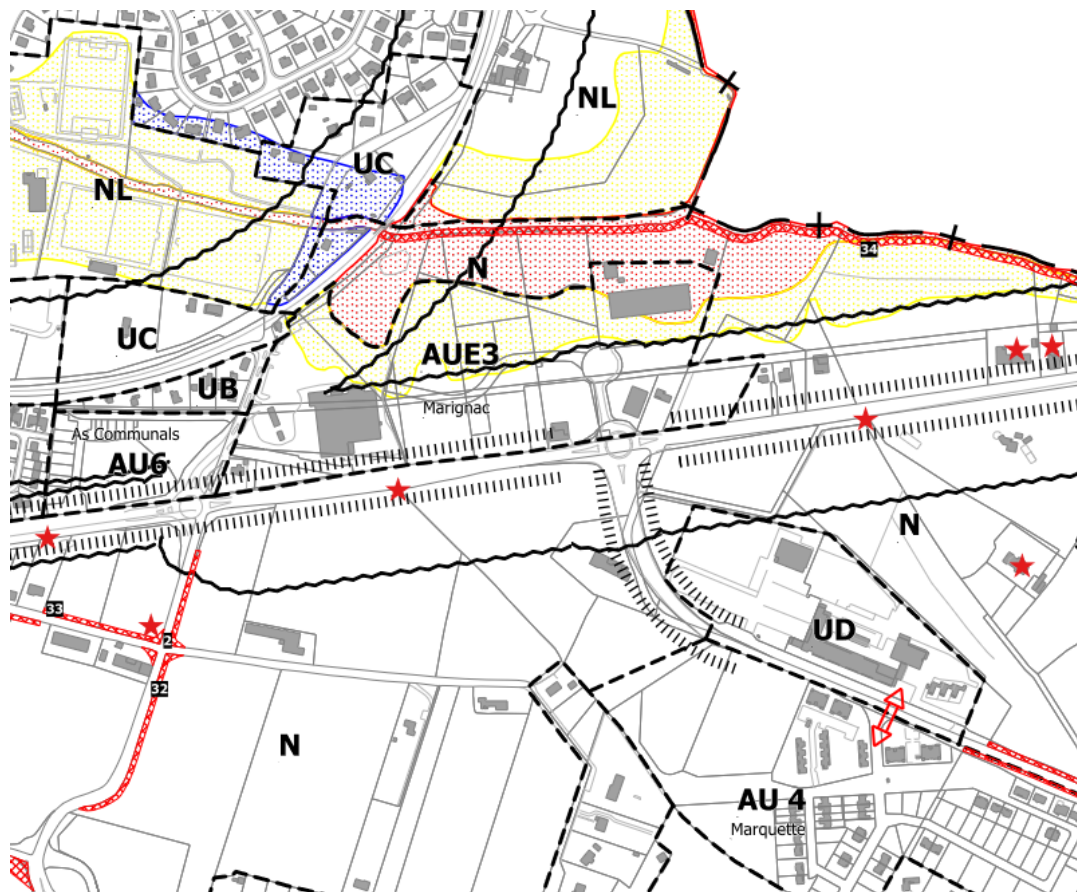 NL
UC
NL
N
34
UC
AUE3
UB
Marignac
As Communals
AU6
N
33
2
UD
32
N
AU 4
Marquette